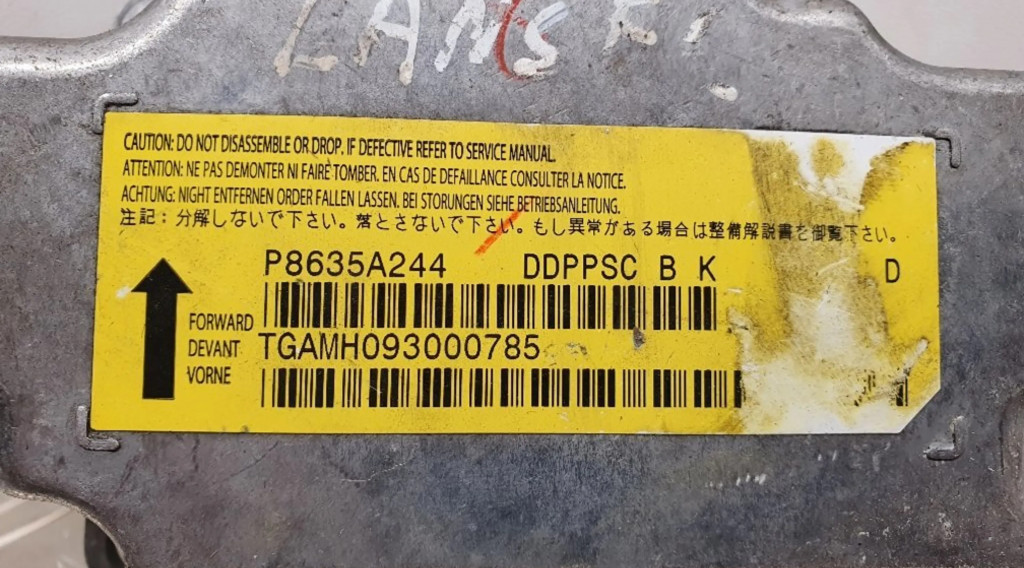 LANS
CAUTION: DO NOT DISASSEMBLE OR DROP. IF DEFECTIVE REFER TO SERVICE MANUAL.
ATTENTION: NE PAS DEMONTER NI FAIRE TOMBER. EN CAS DE DEFAILLANCE CONSULTER LA NOTICE.
ACHTUNG: NIGHT ENTFERNEN ORDER FALLEN LASSEN. BEI STORUNGEN SIEHE BETRIEBSANLEITUNG.
注記：分解しないで下さい。落とさないで下さい。もし異常がある場合は整備解説書を御覧下さい。
P8635A244 DDPPSC B K D
FORWARD
DEVANT
VORNE
TGAMH093000785